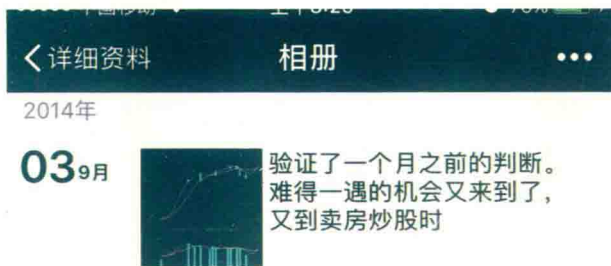 详细资料
相册
2014年
03 9月
验证了一个月之前的判断。
难得一遇的机会又来到了，
又到卖房炒股时